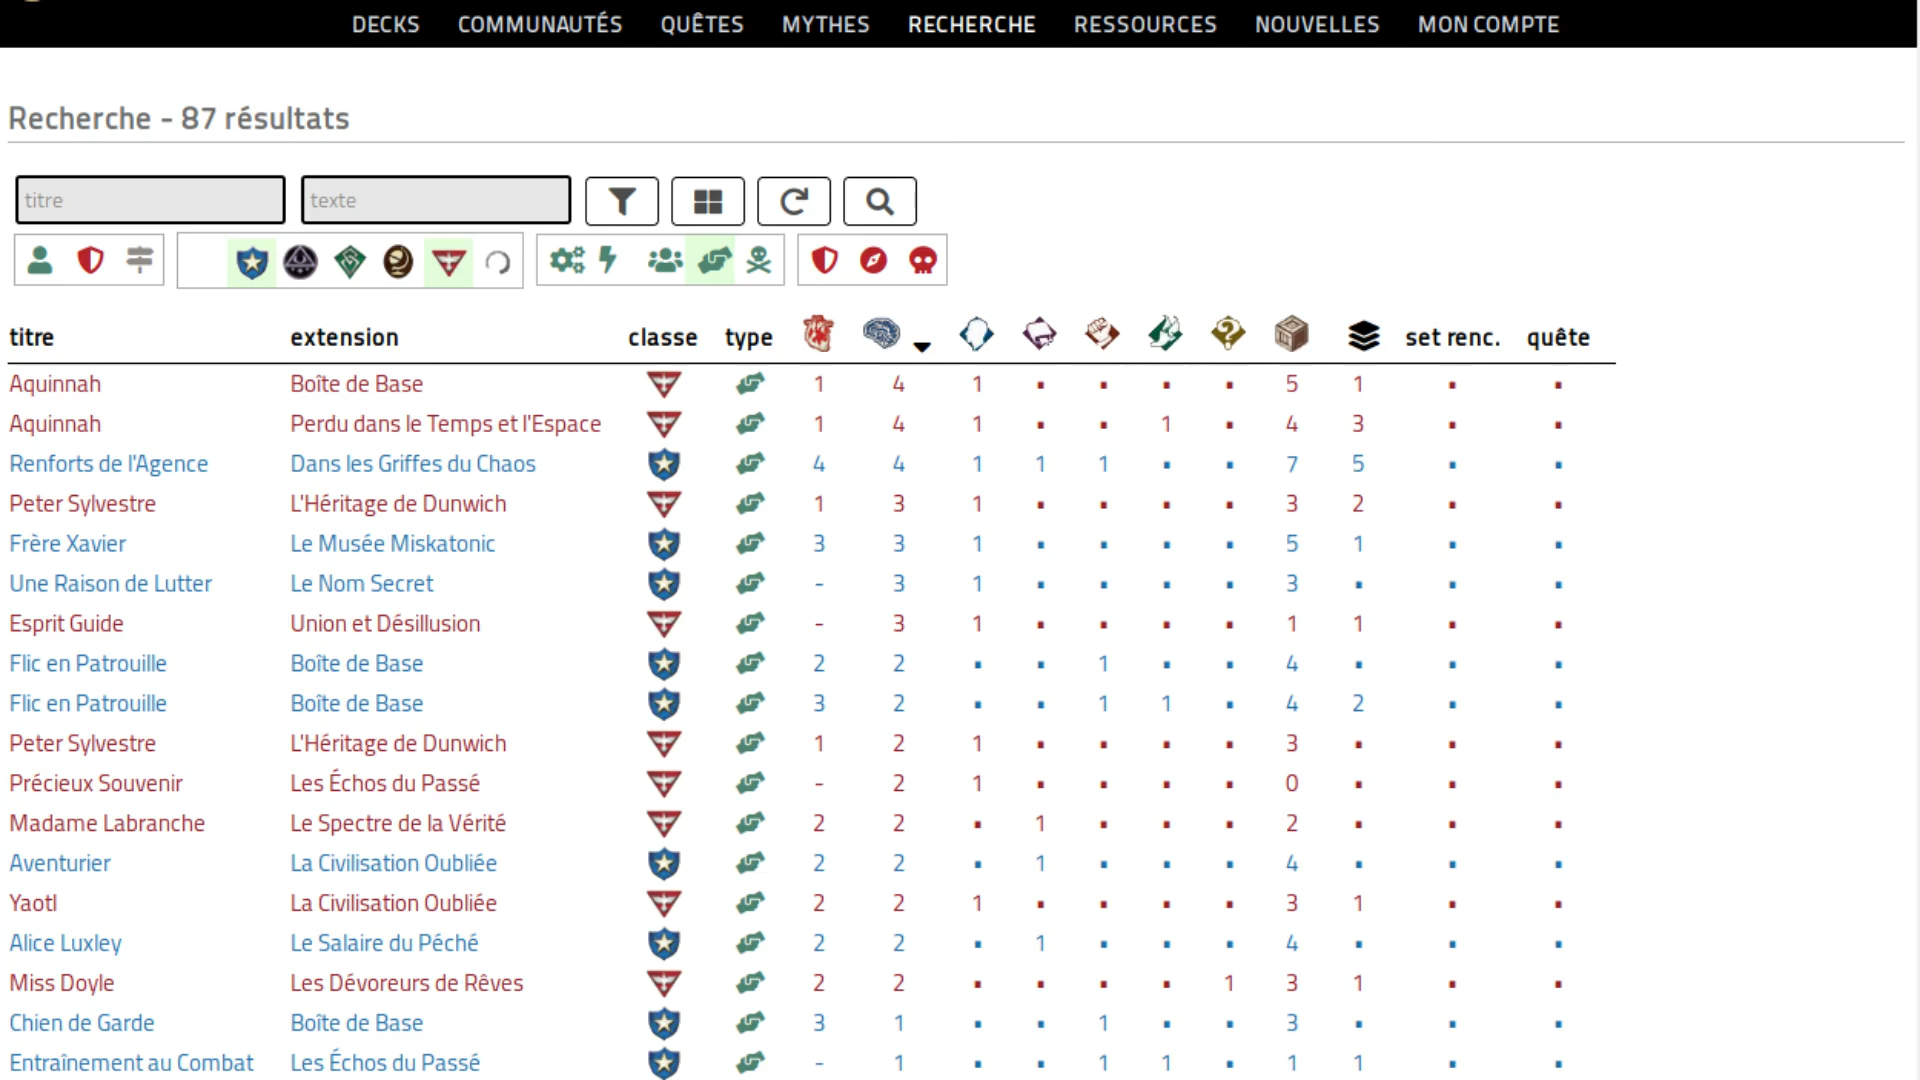 DECKS COMMUNAUTÉS QUÊTES MYTHES RECHERCHE RESSOURCES NOUVELLES MON COMPTE
Recherche - 87 résultats
titre texte
titre extension classe type set renc. quête
Aquinnah Boîte de Base 1 4 1 5 1
Aquinnah Perdu dans le Temps et l'Espace 1 4 1 1 4 3
Renforts de l'Agence Dans les Griffes du Chaos 4 4 1 1 1 7 5
Peter Sylvestre L'Héritage de Dunwich 1 3 1 3 2
Frère Xavier Le Musée Miskatonic 3 3 1 5 1
Une Raison de Lutter Le Nom Secret - 3 1 3
Esprit Guide Union et Désillusion - 3 1 1 1
Flic en Patrouille Boîte de Base 2 2 1 4
Flic en Patrouille Boîte de Base 3 2 1 1 4 2
Peter Sylvestre L'Héritage de Dunwich 1 2 1 3
Précieux Souvenir Les Échos du Passé - 2 1 0
Madame Labranche Le Spectre de la Vérité 2 2 1 2
Aventurier La Civilisation Oubliée 2 2 1 4
Yaotl La Civilisation Oubliée 2 2 1 3 1
Alice Luxley Le Salaire du Péché 2 2 1 4
Miss Doyle Les Dévoreurs de Rêves 2 2 1 3 1
Chien de Garde Boîte de Base 3 1 1 3
Entraînement au Combat Les Échos du Passé - 1 1 1 1 1